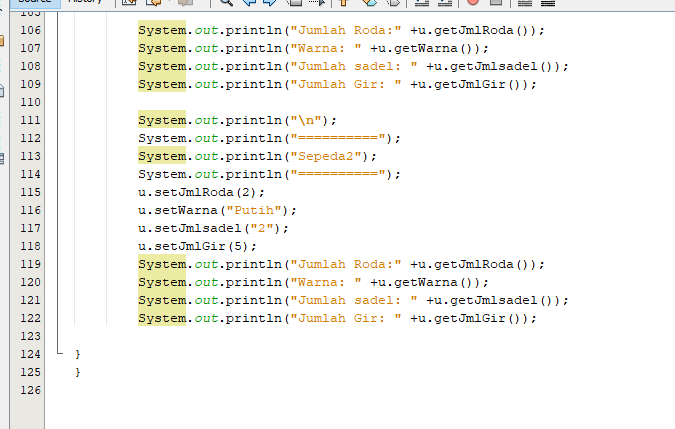 Source History
105
106 System.out.println("Jumlah Roda:" +u.getJmlRoda());
107 System.out.println("Warna: " +u.getWarna());
108 System.out.println("Jumlah sadel: " +u.getJmlsadel());
109 System.out.println("Jumlah Gir: " +u.getJmlGir());
110
111 System.out.println("\n");
112 System.out.println("==========");
113 System.out.println("Sepeda2");
114 System.out.println("==========");
115 u.setJmlRoda(2);
116 u.setWarna("Putih");
117 u.setJmlsadel("2");
118 u.setJmlGir(5);
119 System.out.println("Jumlah Roda:" +u.getJmlRoda());
120 System.out.println("Warna: " +u.getWarna());
121 System.out.println("Jumlah sadel: " +u.getJmlsadel());
122 System.out.println("Jumlah Gir: " +u.getJmlGir());
123
124 }
125 }
126